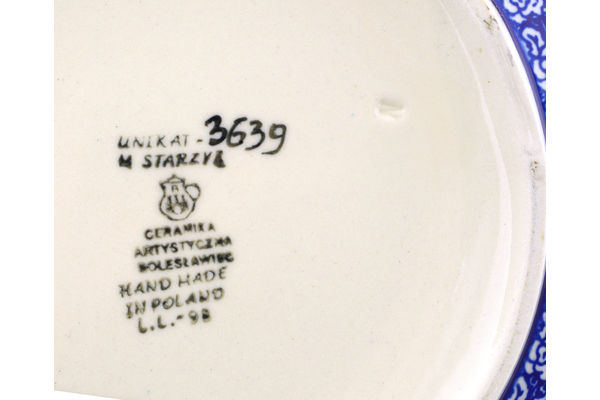 UNIKAT-3639
M STARZYK
CERAMIKA
ARTYSTYCZNA
BOLESŁAWIEC
HAND MADE
IN POLAND
L.L.-98